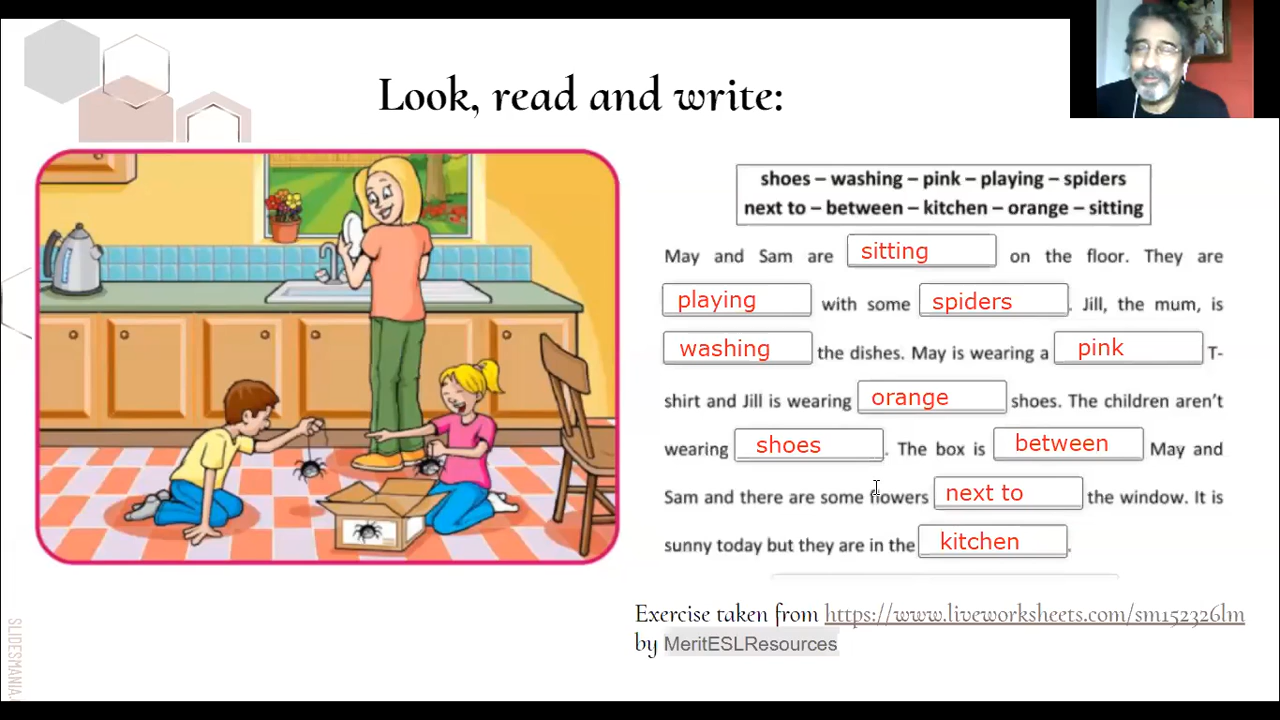 Look, read and write:
shoes – washing – pink – playing – spiders
next to – between – kitchen – orange – sitting
May and Sam are sitting on the floor. They are
playing with some spiders. Jill, the mum, is
washing the dishes. May is wearing a pink T-
shirt and Jill is wearing orange shoes. The children aren't
wearing shoes. The box is between May and
Sam and there are some flowers next to the window. It is
sunny today but they are in the kitchen.
Exercise taken from https://www.liveworksheets.com/sm152326lm
by MeritESLResources
SLIDESMANIA.